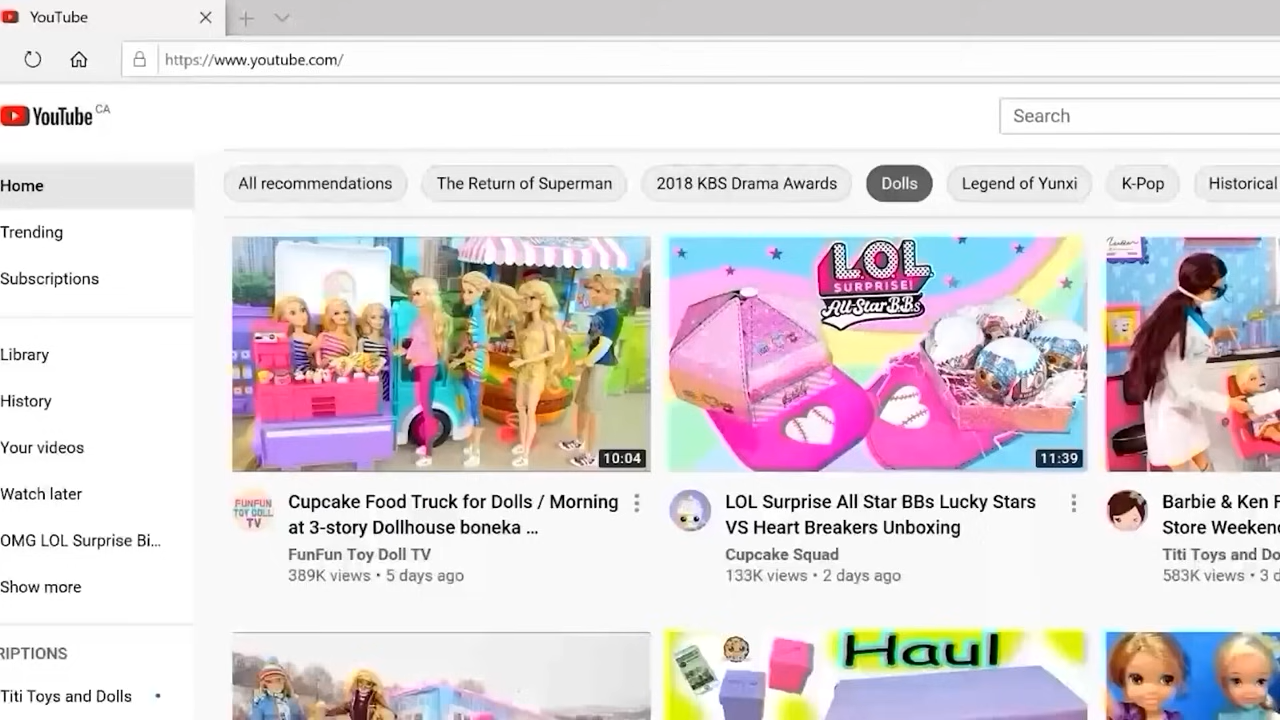 YouTube
https://www.youtube.com/
YouTube CA
Search
Home
All recommendations
The Return of Superman
2018 KBS Drama Awards
Dolls
Legend of Yunxi
K-Pop
Historical
Trending
Subscriptions
Library
History
Your videos
Watch later
OMG LOL Surprise Bi...
Show more
RIPTIONS
Titi Toys and Dolls
10:04
FUNFUN
TOY DOLL
TV
Cupcake Food Truck for Dolls / Morning
at 3-story Dollhouse boneka ...
FunFun Toy Doll TV
389K views • 5 days ago
L.O.L
SURPRISE!
All-Star B.B.s
11:39
LOL Surprise All Star BBs Lucky Stars
VS Heart Breakers Unboxing
Cupcake Squad
133K views • 2 days ago
Barbie & Ken F
Store Weekend
Titi Toys and Do
583K views • 3 d
Haul